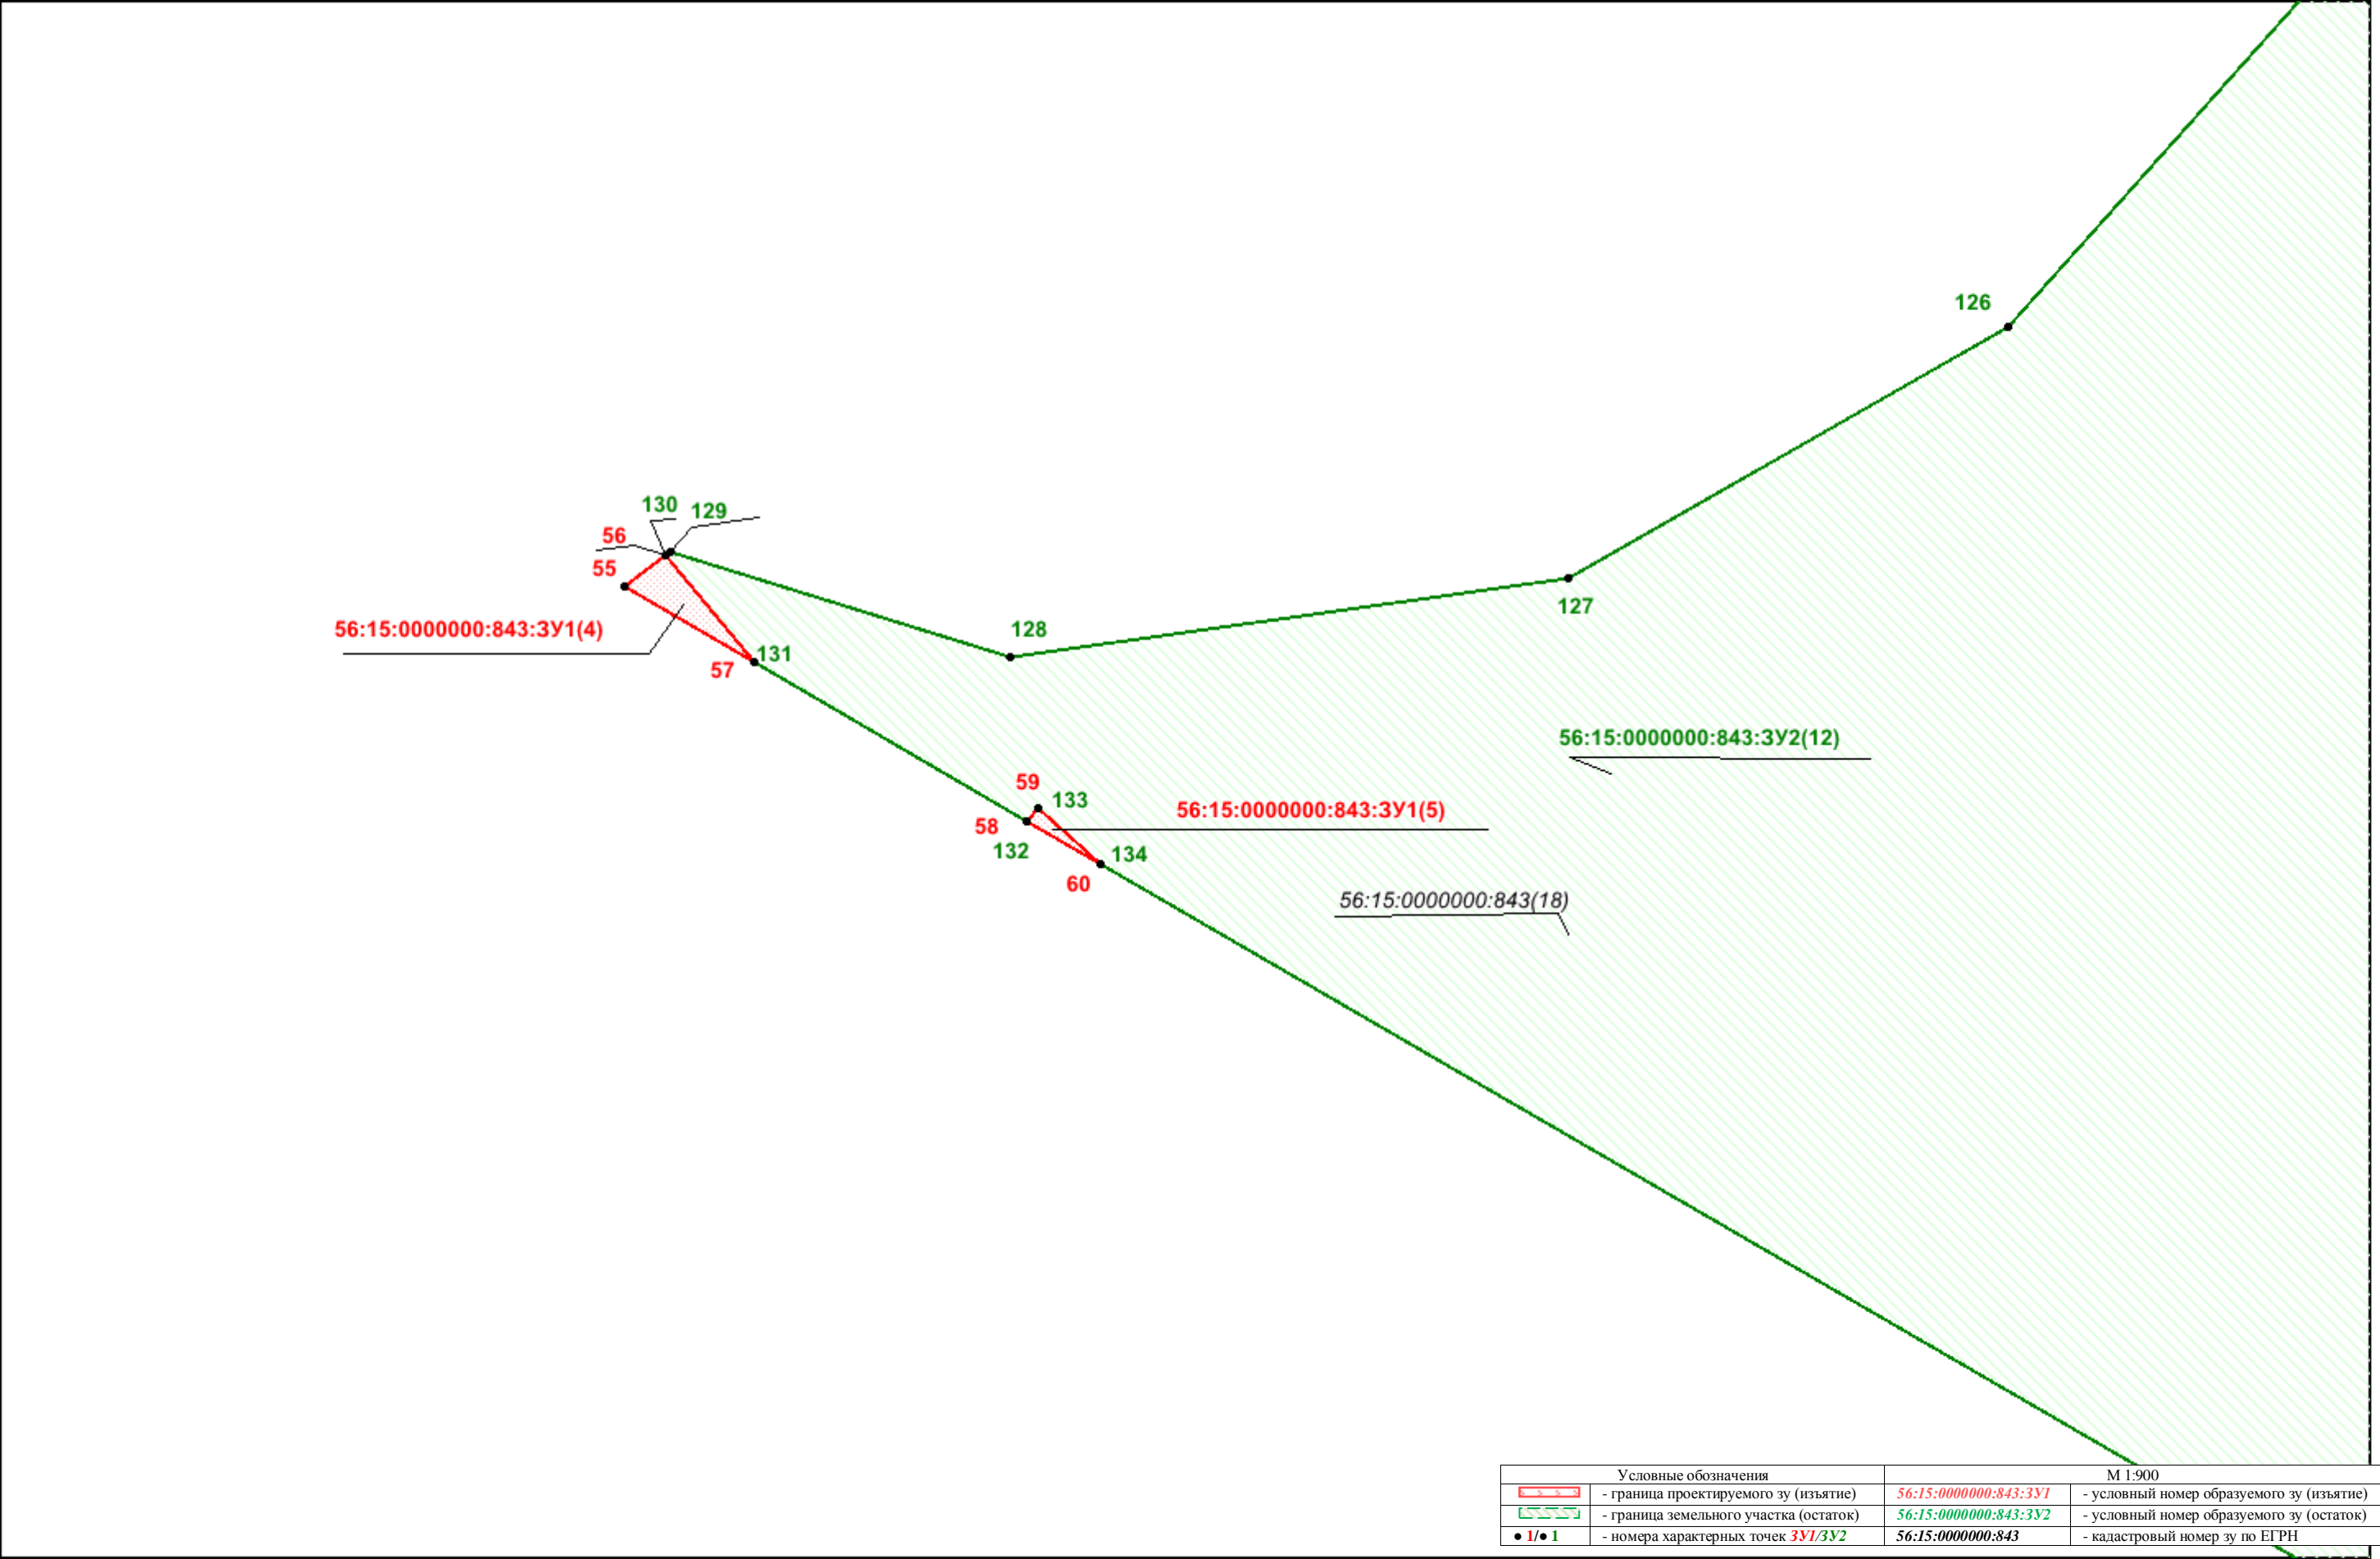 126
130 129
56
55
127
128
56:15:0000000:843:ЗУ1(4)
131
57
56:15:0000000:843:ЗУ2(12)
59
133
56:15:0000000:843:ЗУ1(5)
58
132
134
60
56:15:0000000:843(18)
Условные обозначения
М 1:900
- граница проектируемого зу (изъятие)
56:15:0000000:843:ЗУ1
- условный номер образуемого зу (изъятие)
- граница земельного участка (остаток)
56:15:0000000:843:ЗУ2
- условный номер образуемого зу (остаток)
● 1/● 1
- номера характерных точек ЗУ1/ЗУ2
56:15:0000000:843
- кадастровый номер зу по ЕГРН